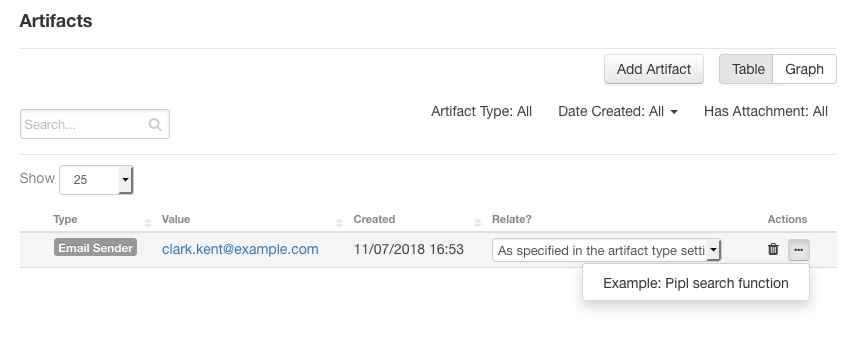 Artifacts
Add Artifact
Table
Graph
Search...
Artifact Type: All
Date Created: All
Has Attachment: All
Show
25
Type
Value
Created
Relate?
Actions
Email Sender
clark.kent@example.com
11/07/2018 16:53
As specified in the artifact type setti
Example: Pipl search function